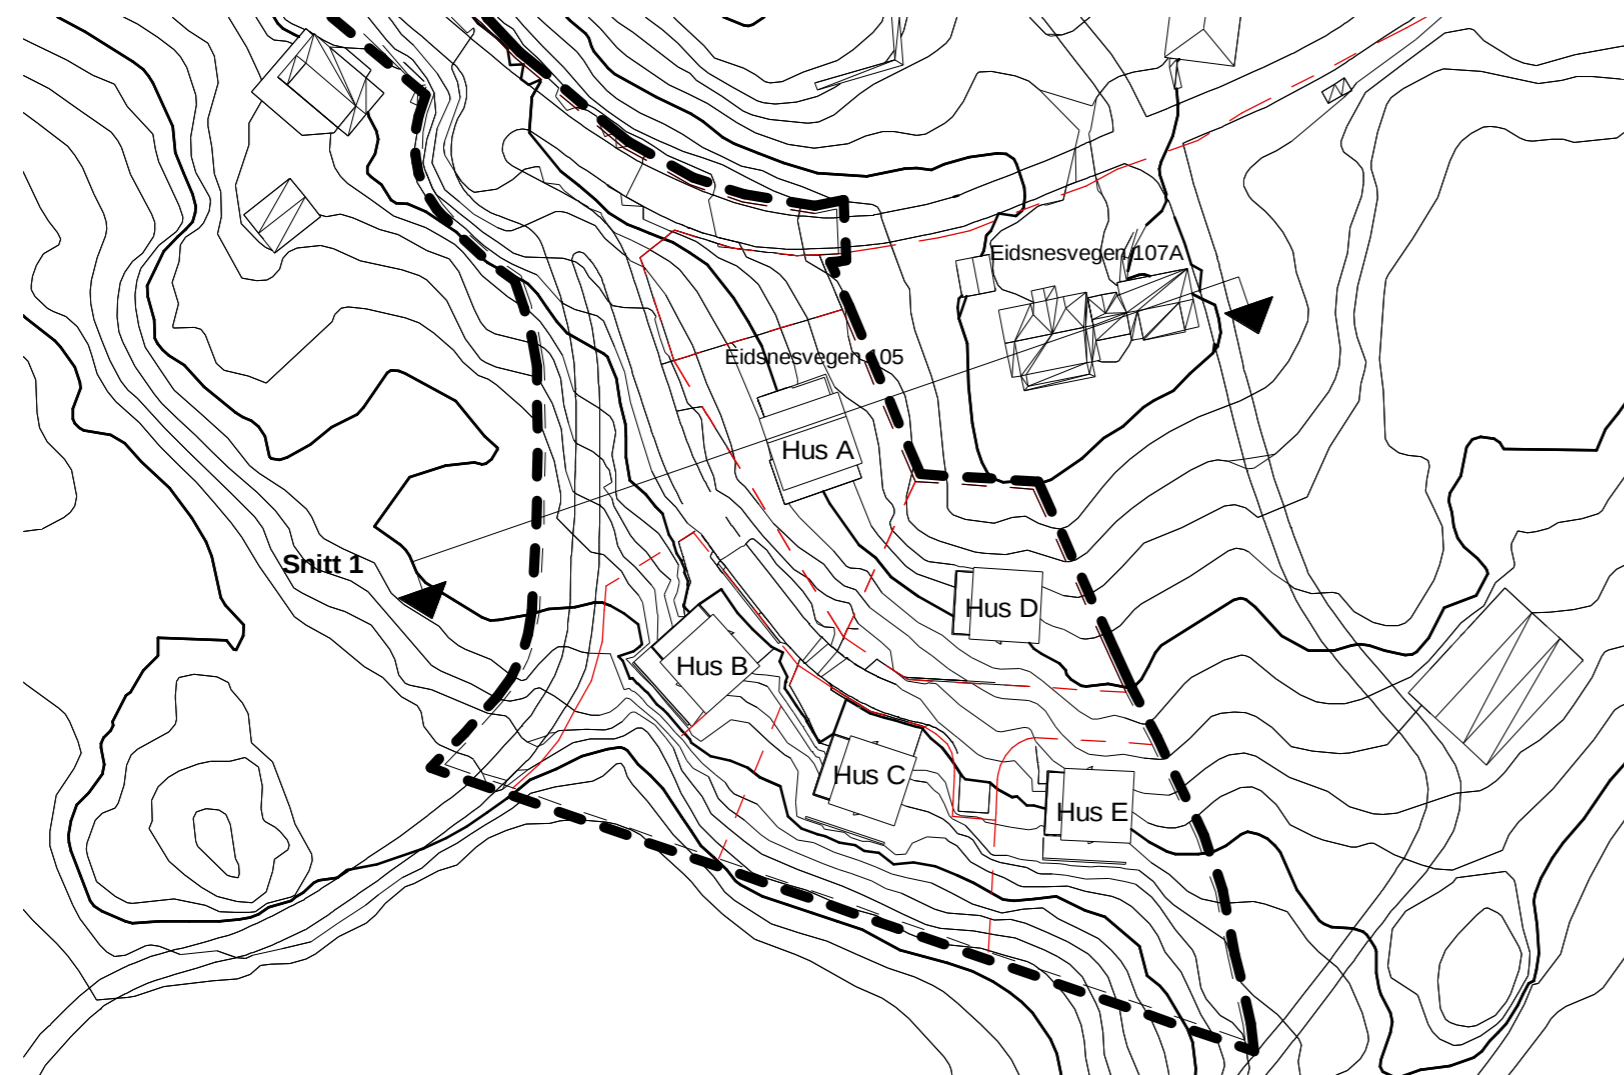 Eidsnesvegen 107A
Eidsnesvegen 105
Hus A
Snitt 1
Hus D
Hus B
Hus C
Hus E